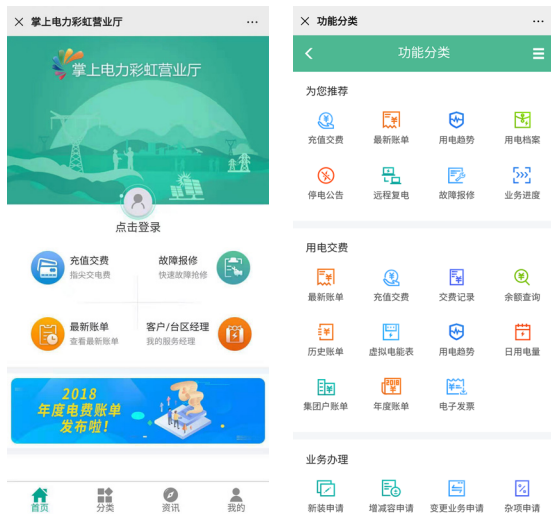 掌上电力彩虹营业厅
掌上电力彩虹营业厅
点击登录
充值交费
指尖交电费
故障报修
快速故障抢修
最新账单
查看最新账单
客户/台区经理
我的服务经理
2018
年度电费账单
发布啦!
首页
分类
资讯
我的
功能分类
功能分类
为您推荐
充值交费 最新账单 用电趋势 用电档案
停电公告 远程复电 故障报修 业务进度
用电交费
最新账单 充值交费 交费记录 余额查询
历史账单 虚拟电能表 用电趋势 日用电量
2018
集团户账单 年度账单 电子发票
业务办理
新装申请 增减容申请 变更业务申请 杂项申请